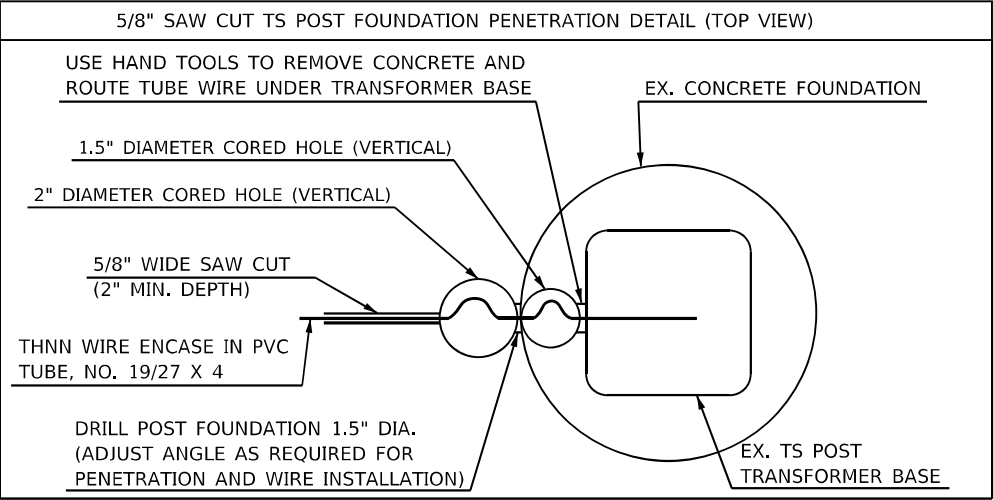 5/8" SAW CUT TS POST FOUNDATION PENETRATION DETAIL (TOP VIEW)
USE HAND TOOLS TO REMOVE CONCRETE AND
ROUTE TUBE WIRE UNDER TRANSFORMER BASE
EX. CONCRETE FOUNDATION
1.5" DIAMETER CORED HOLE (VERTICAL)
2" DIAMETER CORED HOLE (VERTICAL)
5/8" WIDE SAW CUT
(2" MIN. DEPTH)
THNN WIRE ENCASE IN PVC
TUBE, NO. 19/27 X 4
DRILL POST FOUNDATION 1.5" DIA.
(ADJUST ANGLE AS REQUIRED FOR
PENETRATION AND WIRE INSTALLATION)
EX. TS POST
TRANSFORMER BASE